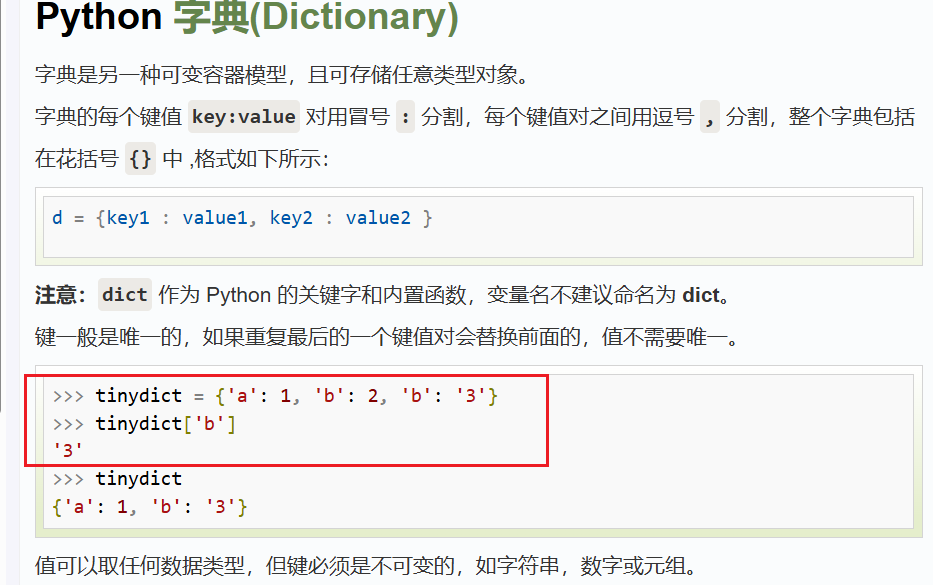 Python 字典(Dictionary)
字典是另一种可变容器模型，且可存储任意类型对象。
字典的每个键值 key:value 对用冒号 : 分割，每个键值对之间用逗号 , 分割，整个字典包括
在花括号 {} 中 ,格式如下所示：
d = {key1 : value1, key2 : value2 }
注意：dict 作为 Python 的关键字和内置函数，变量名不建议命名为 dict。
键一般是唯一的，如果重复最后的一个键值对会替换前面的，值不需要唯一。
>>> tinydict = {'a': 1, 'b': 2, 'b': '3'}
>>> tinydict['b']
'3'
>>> tinydict
{'a': 1, 'b': '3'}
值可以取任何数据类型，但键必须是不可变的，如字符串，数字或元组。